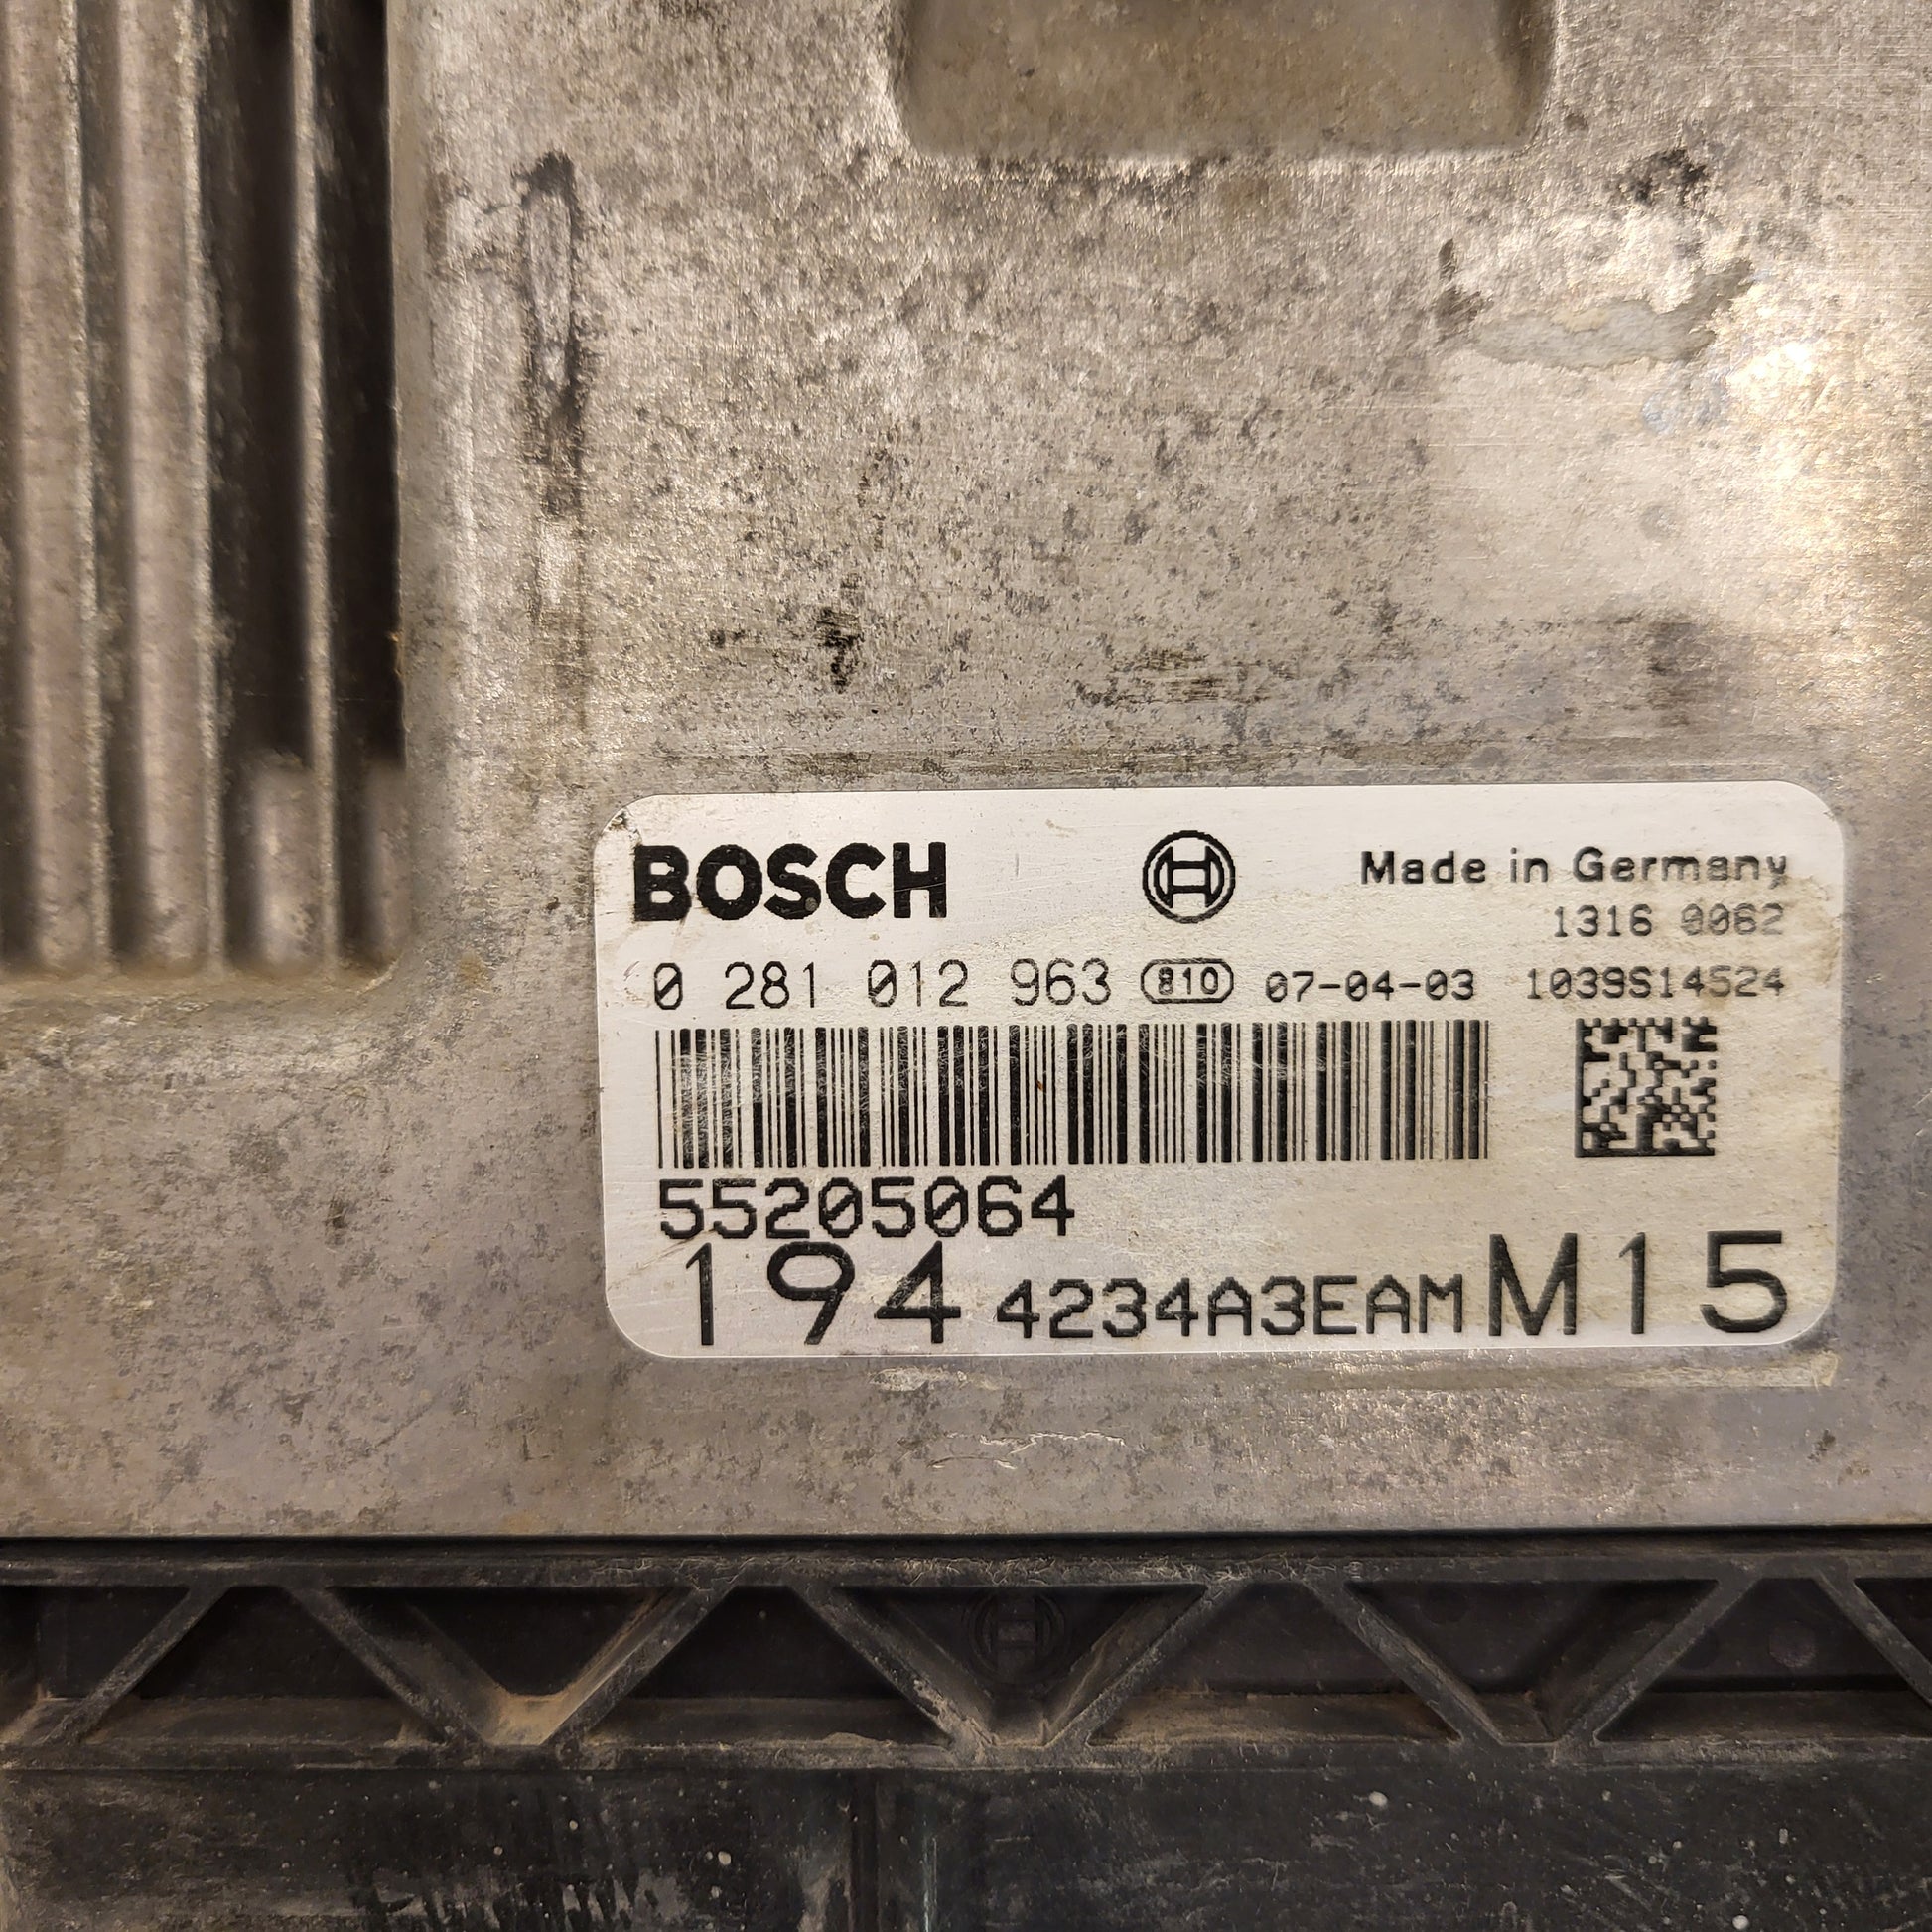 BOSCH Made in Germany
1316 0062
0 281 012 963 810 07-04-03 1039S14524
55205064
194 4234A3EAM M15